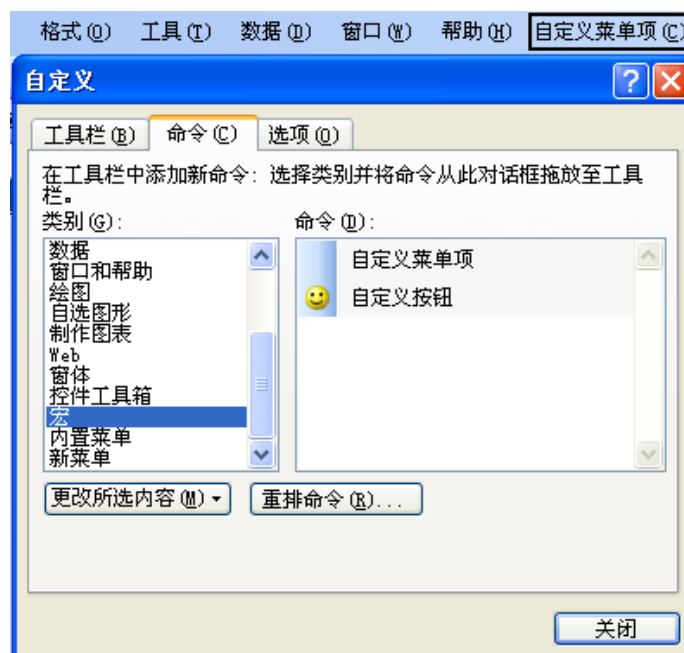 格式(O) 工具(T) 数据(D) 窗口(W) 帮助(H) 自定义菜单项(C)
自定义
工具栏(B) 命令(C) 选项(O)
在工具栏中添加新命令：选择类别并将命令从此对话框拖放至工具
栏。
类别(G)： 命令(D)：
数据
窗口和帮助
绘图
自选图形
制作图表
Web
窗体
控件工具箱
宏
内置菜单
新菜单
自定义菜单项
自定义按钮
更改所选内容(M) 重排命令(R)...
关闭